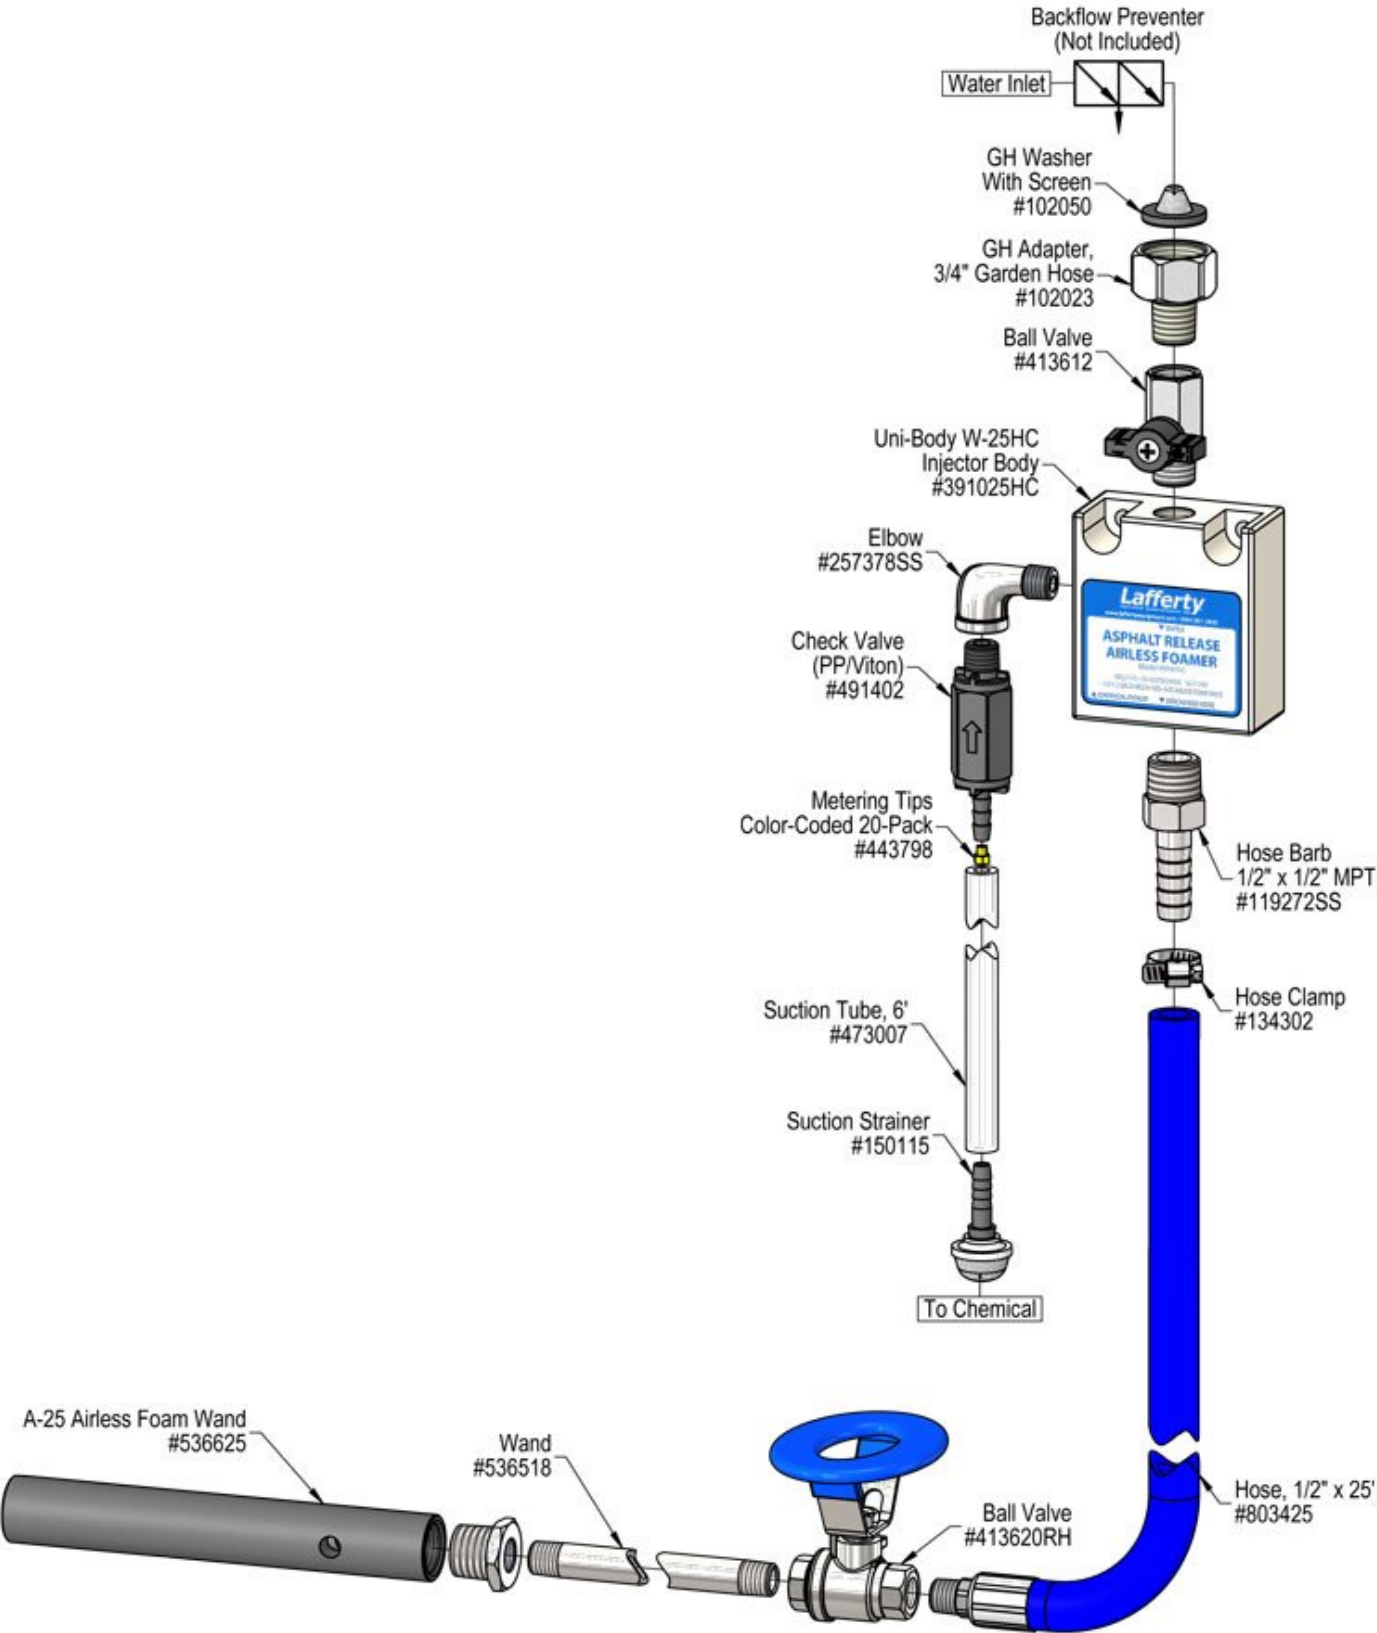 Backflow Preventer
(Not Included)
Water Inlet
GH Washer
With Screen
#102050
GH Adapter,
3/4" Garden Hose
#102023
Ball Valve
#413612
Uni-Body W-25HC
Injector Body
#391025HC
Elbow
#257378SS
Lafferty
ASPHALT RELEASE
AIRLESS FOAMER
Check Valve
(PP/Viton)
#491402
Metering Tips
Color-Coded 20-Pack
#443798
Hose Barb
1/2" x 1/2" MPT
#119272SS
Hose Clamp
#134302
Suction Tube, 6'
#473007
Suction Strainer
#150115
To Chemical
A-25 Airless Foam Wand
#536625
Wand
#536518
Ball Valve
#413620RH
Hose, 1/2" x 25'
#803425